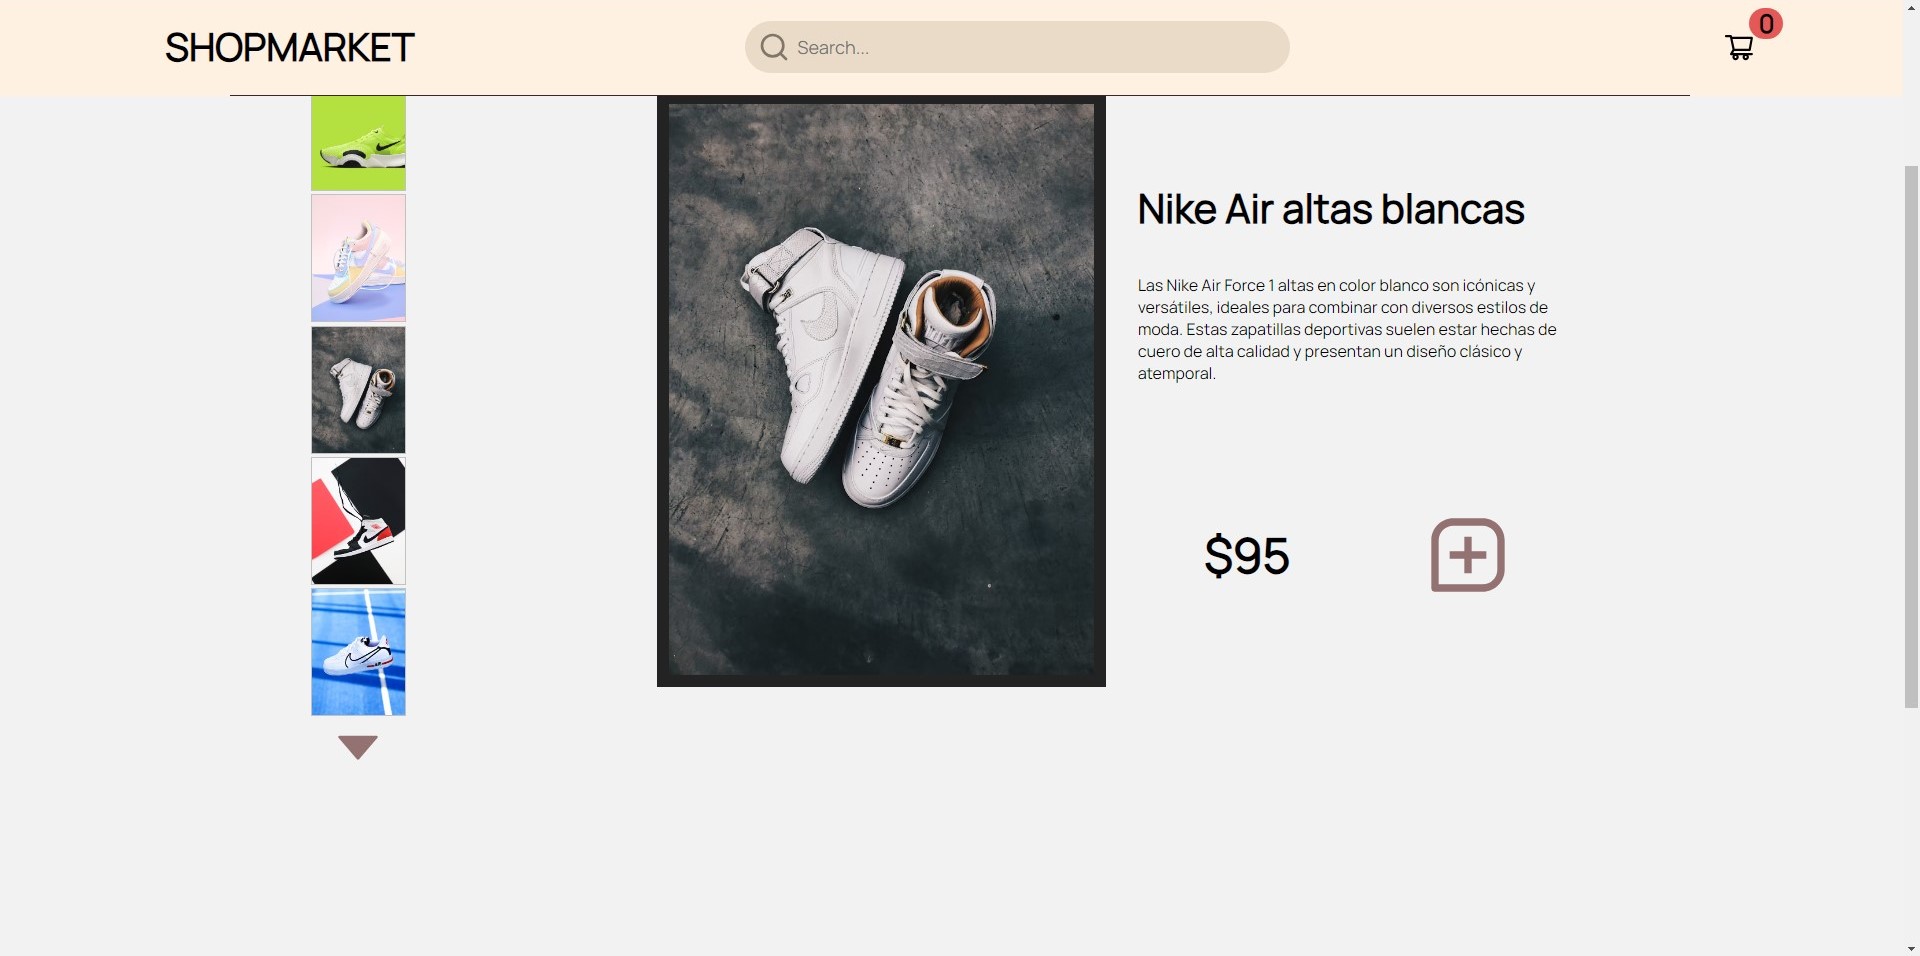 SHOPMARKET
Search...
0
Nike Air altas blancas
Las Nike Air Force 1 altas en color blanco son icónicas y
versátiles, ideales para combinar con diversos estilos de
moda. Estas zapatillas deportivas suelen estar hechas de
cuero de alta calidad y presentan un diseño clásico y
atemporal.
$95